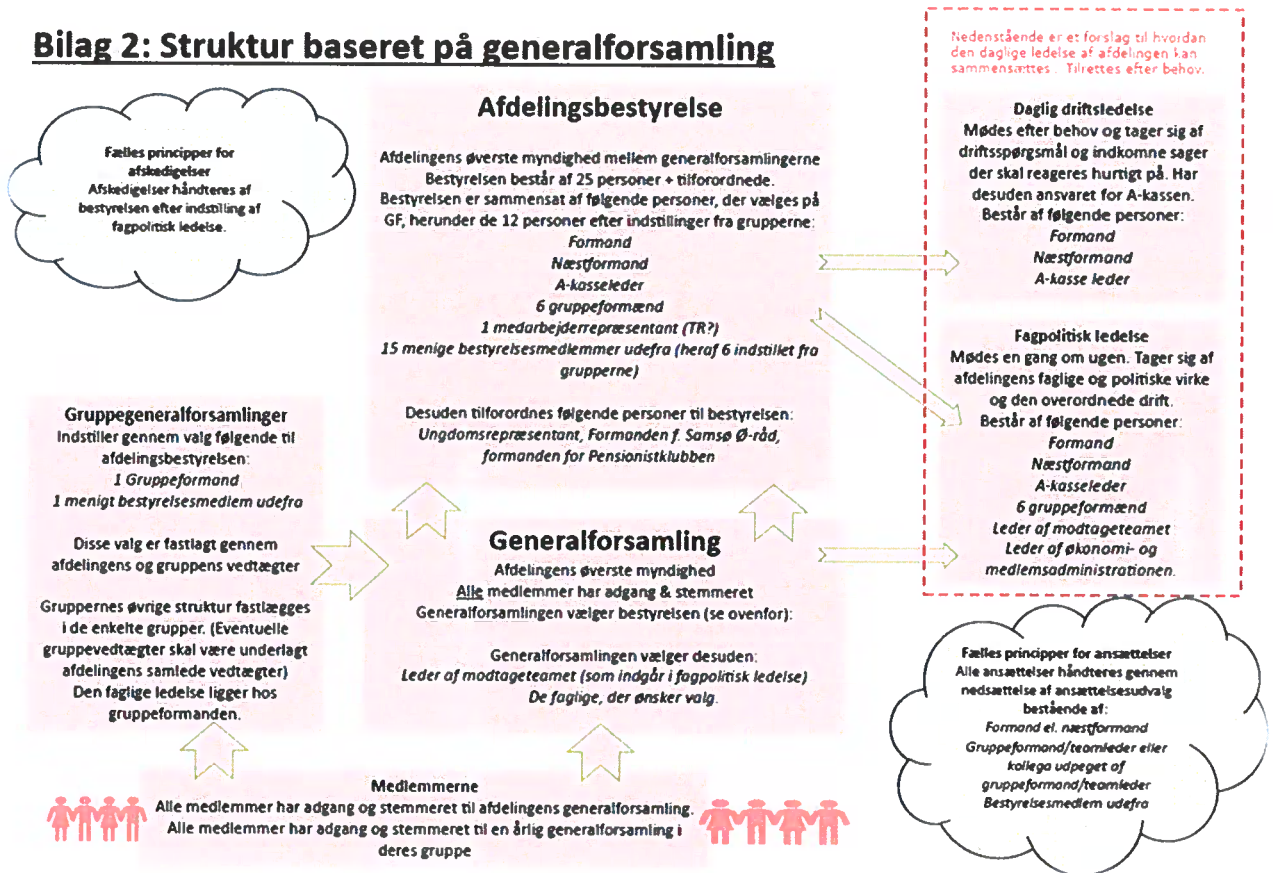 Bilag 2: Struktur baseret på generalforsamling
Nedenstående er et forslag til hvordan
den daglige ledelse af afdelingen kan
sammensættes . Tilrettes efter behov.
Fælles principper for
afskedigelser
Afskedigelser håndteres af
bestyrelsen efter indstilling af
fagpolitisk ledelse.
Afdelingsbestyrelse
Afdelingens øverste myndighed mellem generalforsamlingerne
Bestyrelsen består af 25 personer + tilforordnede.
Bestyrelsen er sammensat af følgende personer, der vælges på
GF, herunder de 12 personer efter indstillinger fra grupperne:
Formand
Næstformand
A-kasseleder
6 gruppeformænd
1 medarbejderrepræsentant (TR?)
15 menige bestyrelsesmedlemmer udefra (heraf 6 indstillet fra
grupperne)
Desuden tilforordnes følgende personer til bestyrelsen:
Ungdomsrepræsentant, Formanden f. Samsø Ø-råd,
formanden for Pensionistklubben
Daglig driftsledelse
Mødes efter behov og tager sig af
driftsspørgsmål og indkomne sager
der skal reageres hurtigt på. Har
desuden ansvaret for A-kassen.
Består af følgende personer:
Formand
Næstformand
A-kasse leder
Fagpolitisk ledelse
Mødes en gang om ugen. Tager sig af
afdelingens faglige og politiske virke
og den overordnede drift.
Består af følgende personer:
Formand
Næstformand
A-kasseleder
6 gruppeformænd
Leder af modtageteamet
Leder af økonomi- og
medlemsadministrationen.
Gruppegeneralforsamlinger
Indstiller gennem valg følgende til
afdelingsbestyrelsen:
1 Gruppeformand
1 menigt bestyrelsesmedlem udefra
Disse valg er fastlagt gennem
afdelingens og gruppens vedtægter
Gruppernes øvrige struktur fastlægges
i de enkelte grupper. (Eventuelle
gruppevedtægter skal være underlagt
afdelingens samlede vedtægter)
Den faglige ledelse ligger hos
gruppeformanden.
Generalforsamling
Afdelingens øverste myndighed
Alle medlemmer har adgang & stemmeret
Generalforsamlingen vælger bestyrelsen (se ovenfor):
Generalforsamlingen vælger desuden:
Leder af modtageteamet (som indgår i fagpolitisk ledelse)
De faglige, der ønsker valg.
Fælles principper for ansættelser
Alle ansættelser håndteres gennem
nedsættelse af ansættelsesudvalg
bestående af:
Formand el. næstformand
Gruppeformand/teamleder eller
kollega udpeget af
gruppeformand/teamleder
Bestyrelsesmedlem udefra
Medlemmerne
Alle medlemmer har adgang og stemmeret til afdelingens generalforsamling.
Alle medlemmer har adgang og stemmeret til en årlig generalforsamling i
deres gruppe